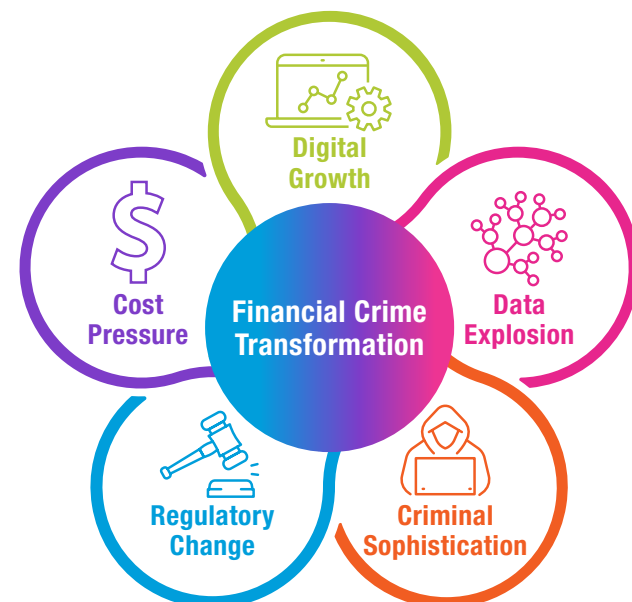 Digital
Growth
Cost
Pressure
Financial Crime
Transformation
Data
Explosion
Regulatory
Change
Criminal
Sophistication